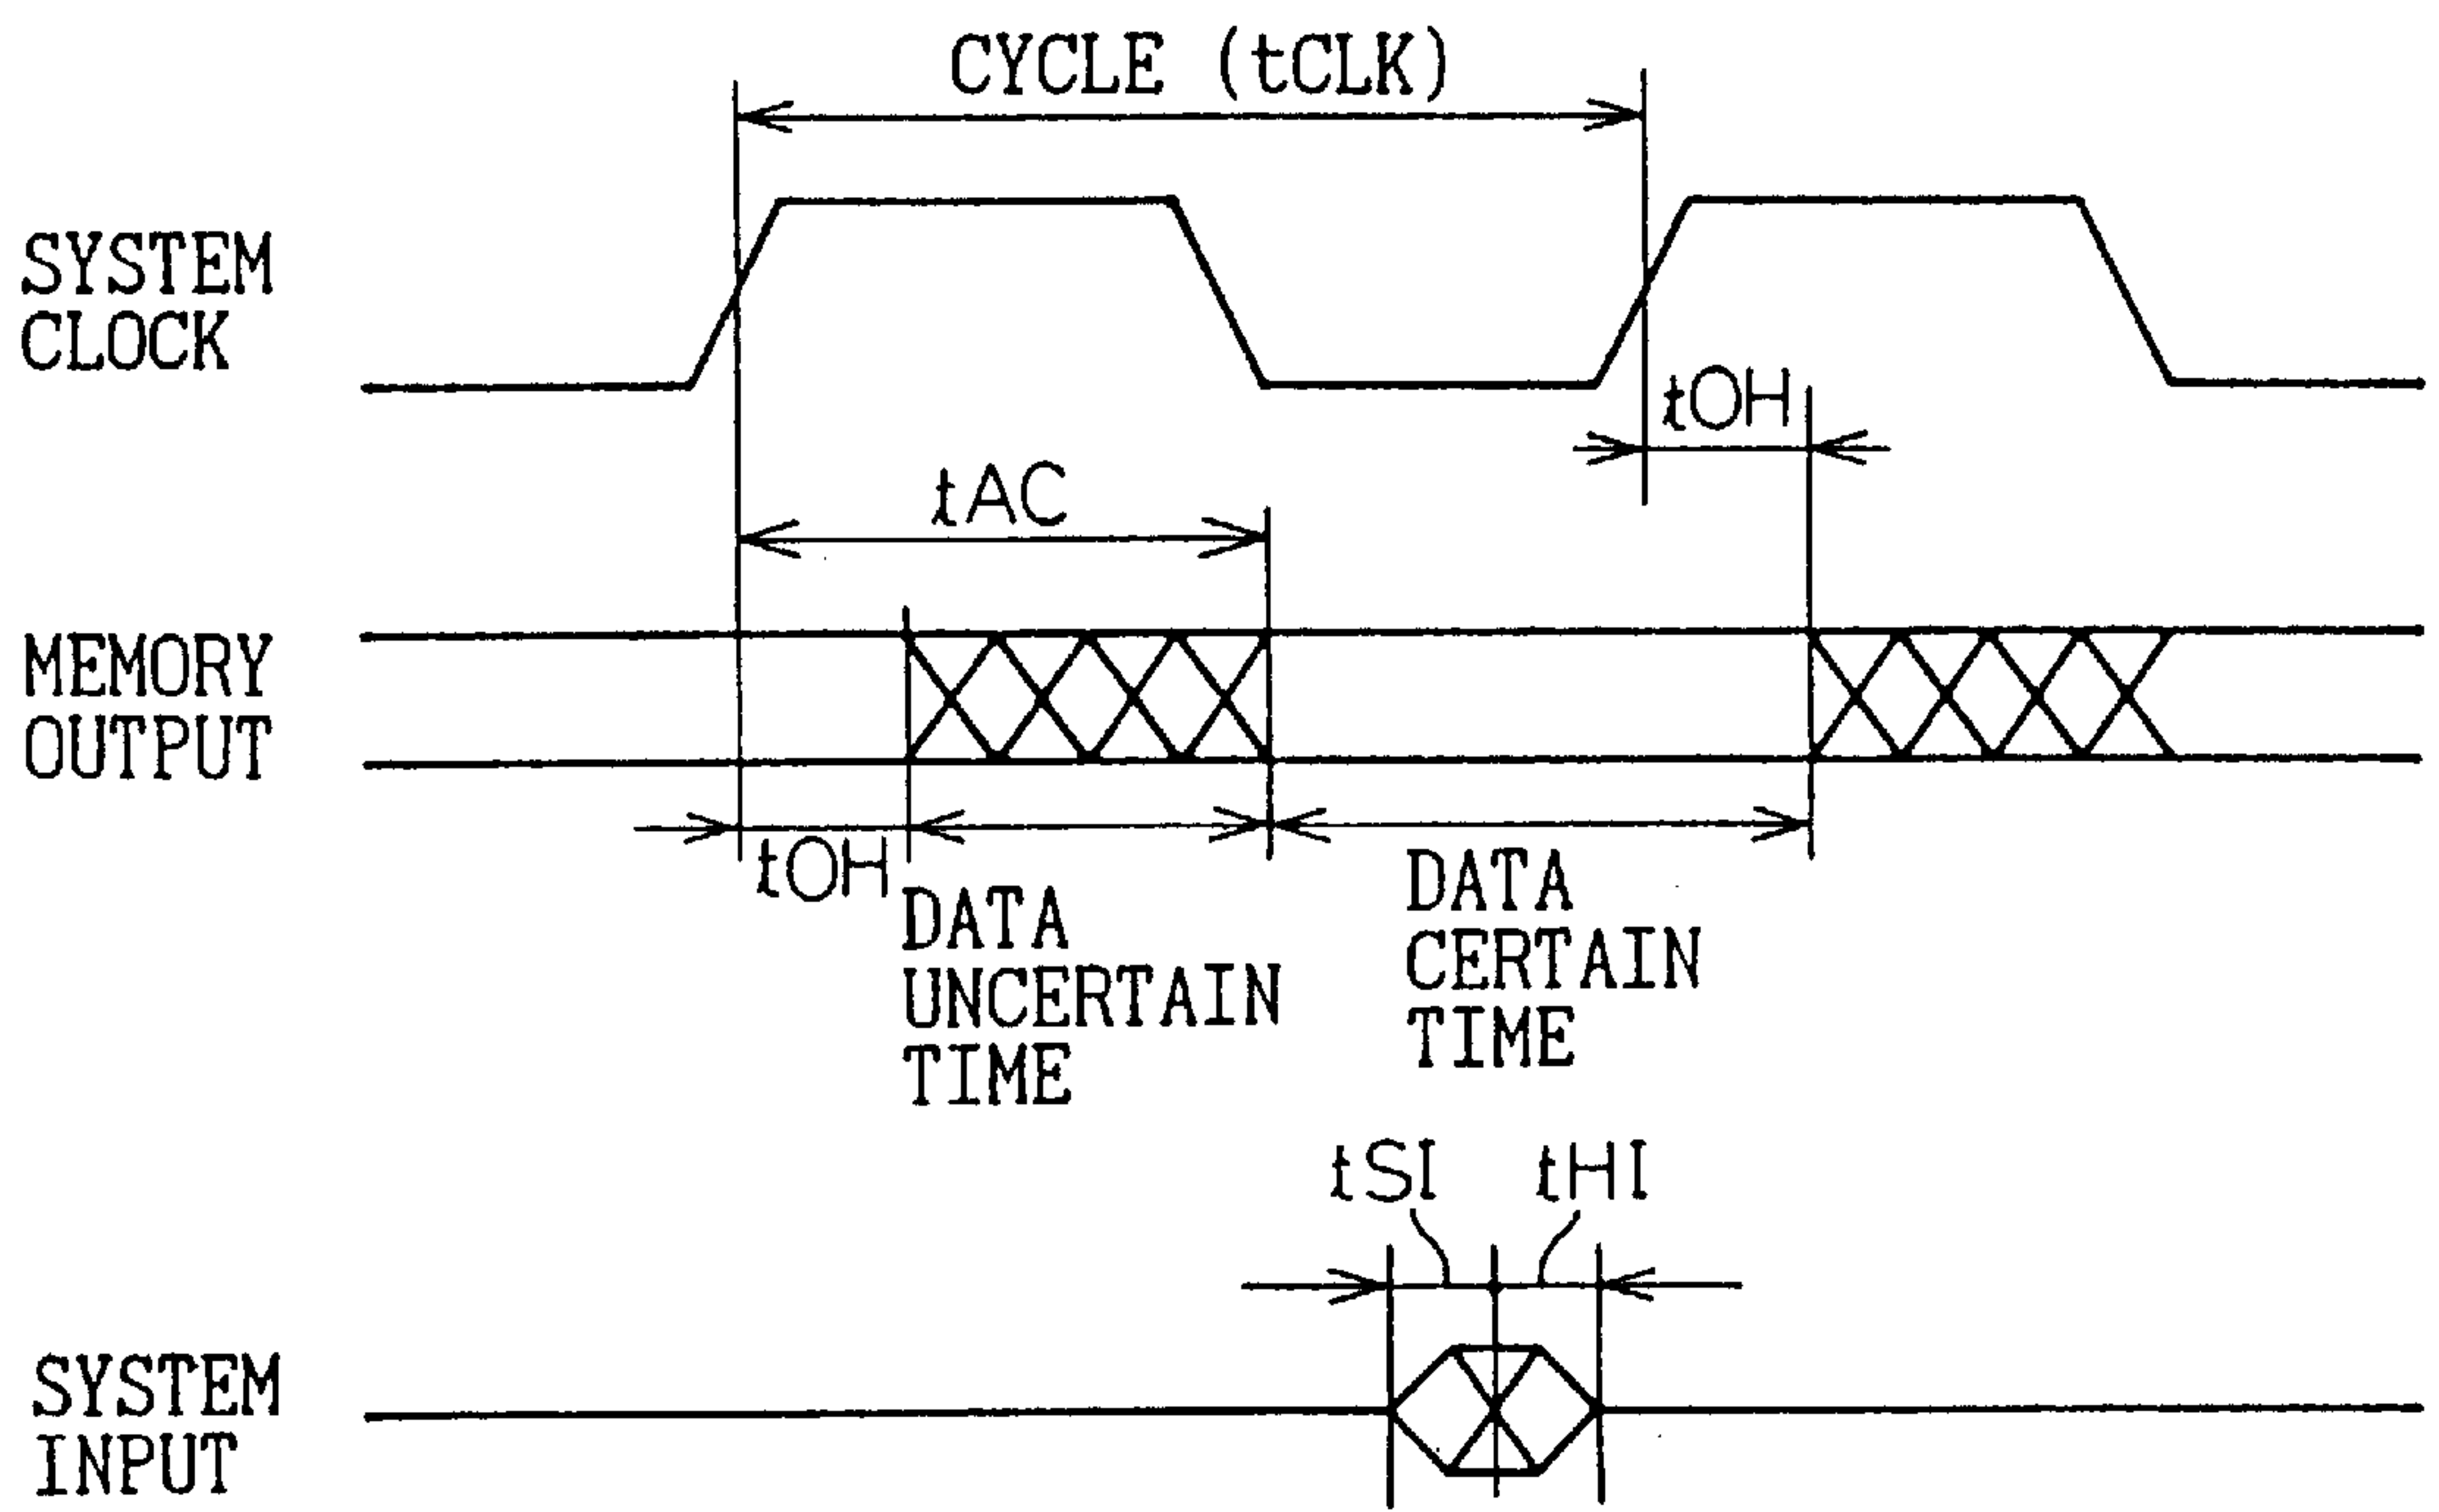 CYCLE (tCLK)
SYSTEM
CLOCK
tOH
tAC
MEMORY
OUTPUT
tOH
DATA
UNCERTAIN
TIME
DATA
CERTAIN
TIME
tSI
tHI
SYSTEM
INPUT